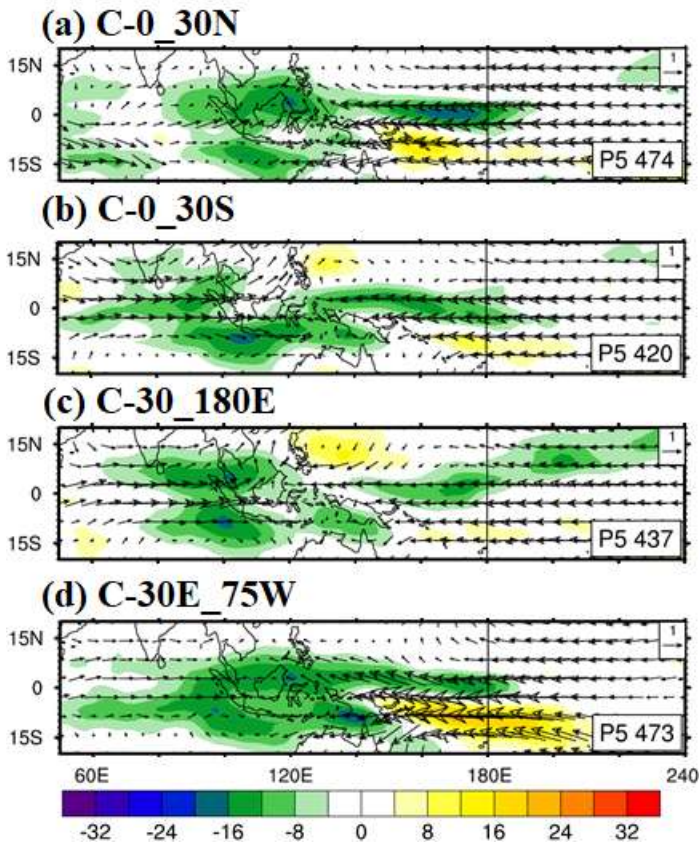 (a) C-0_30N
15N
0
15S
1
P5 474
(b) C-0_30S
15N
0
15S
1
P5 420
(c) C-30_180E
15N
0
15S
1
P5 437
(d) C-30E_75W
15N
0
15S
1
P5 473
60E 120E 180E 240
-32 -24 -16 -8 0 8 16 24 32